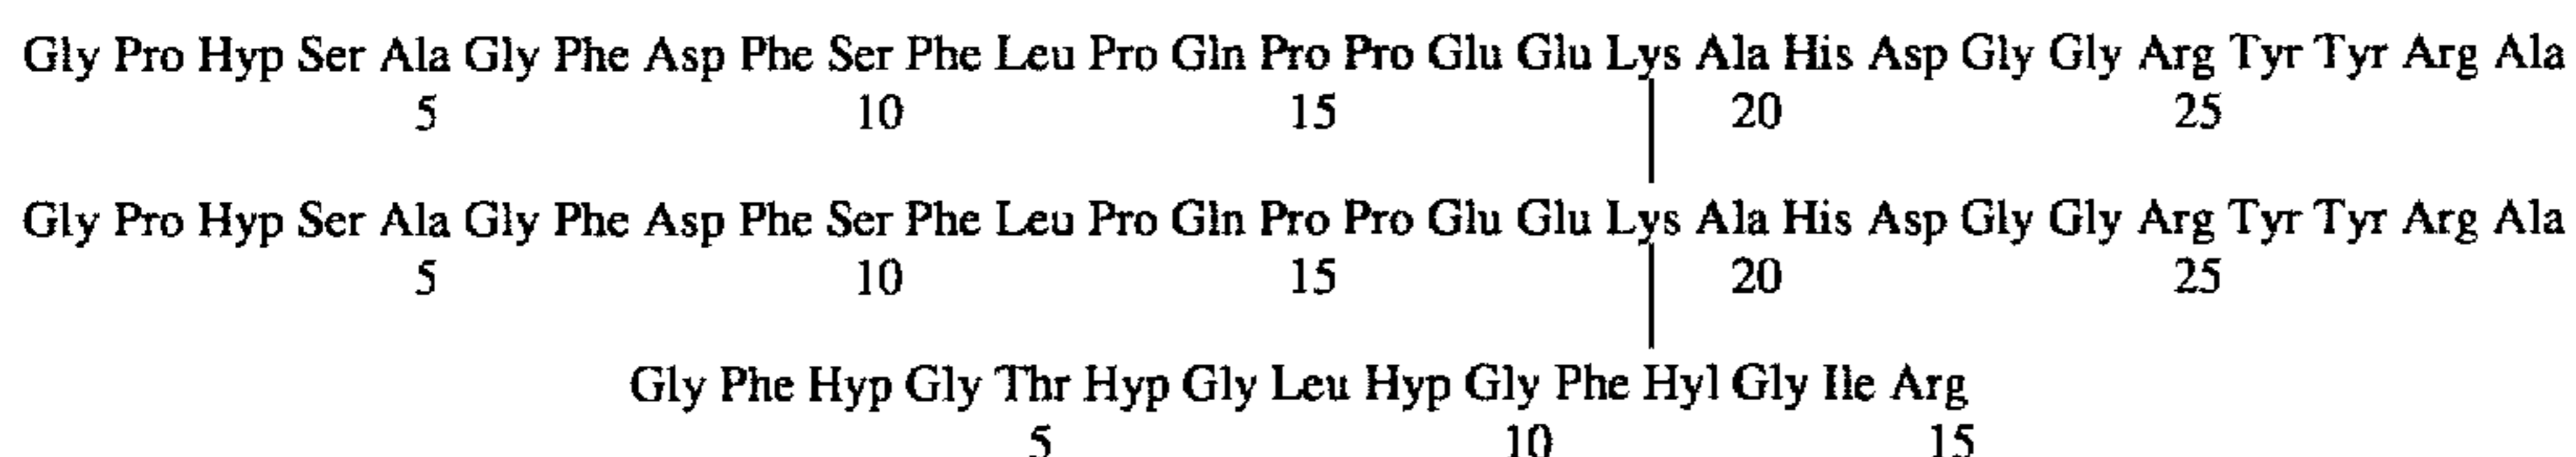 Gly Pro Hyp Ser Ala Gly Phe Asp Phe Ser Phe Leu Pro Gln Pro Pro Glu Glu Lys Ala His Asp Gly Gly Arg Tyr Tyr Arg Ala
5 10 15 20 25
Gly Pro Hyp Ser Ala Gly Phe Asp Phe Ser Phe Leu Pro Gln Pro Pro Glu Glu Lys Ala His Asp Gly Gly Arg Tyr Tyr Arg Ala
5 10 15 20 25
Gly Phe Hyp Gly Thr Hyp Gly Leu Hyp Gly Phe Hyl Gly Ile Arg
5 10 15